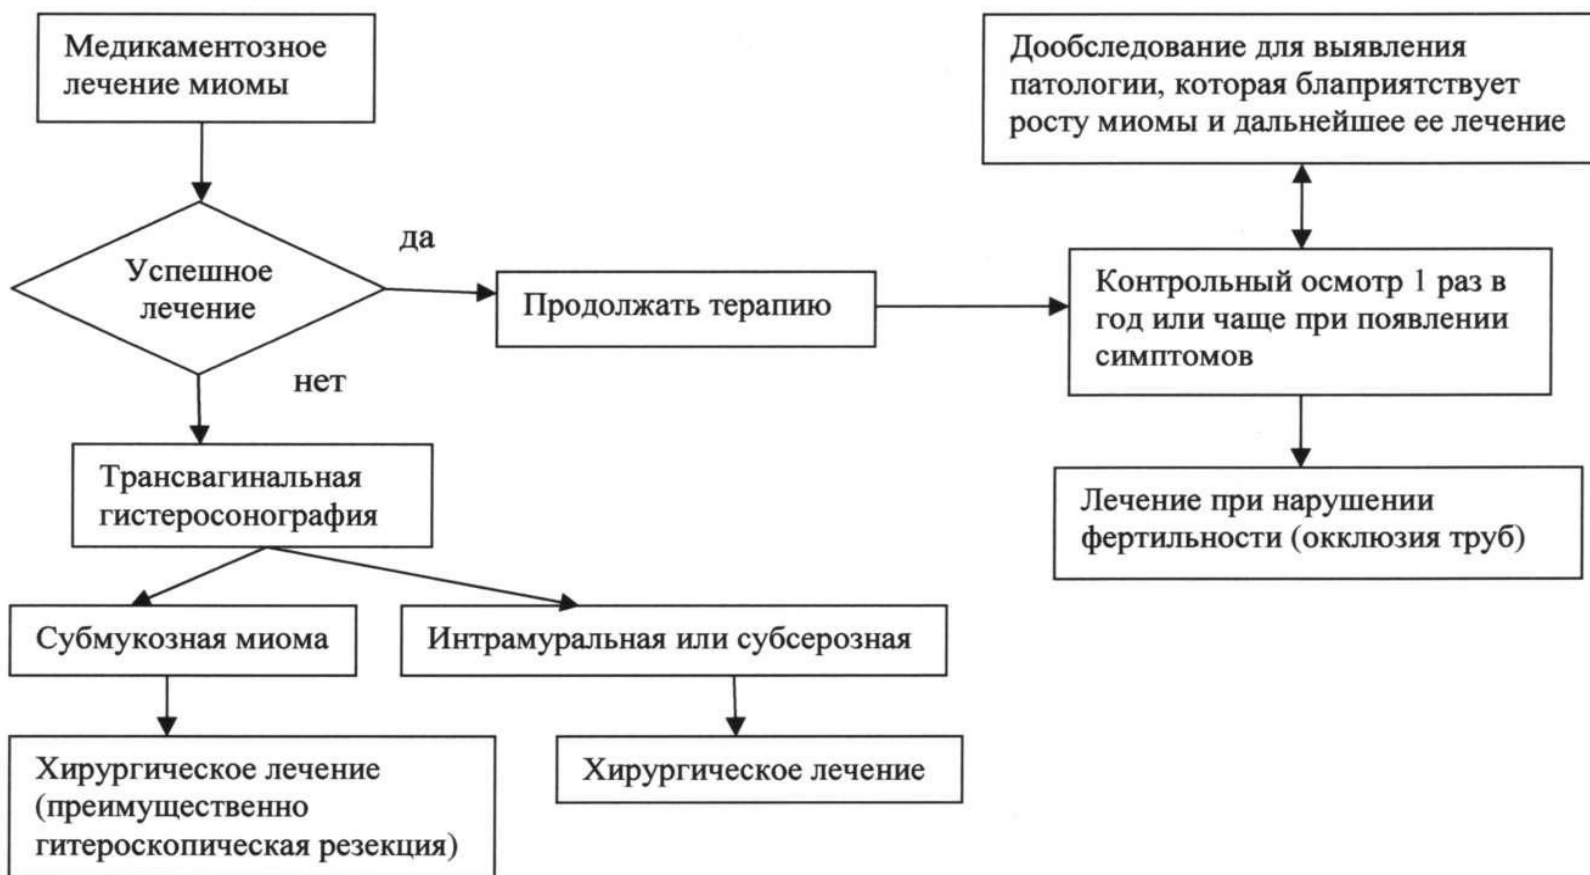 Медикаментозное
лечение миомы
Дообследование для выявления
патологии, которая блаприятствует
росту миомы и дальнейшее ее лечение
Успешное
лечение
да
Продолжать терапию
Контрольный осмотр 1 раз в
год или чаще при появлении
симптомов
нет
Трансвагинальная
гистеросонография
Лечение при нарушении
фертильности (окклюзия труб)
Субмукозная миома
Интрамуральная или субсерозная
Хирургическое лечение
(преимущественно
гитероскопическая резекция)
Хирургическое лечение